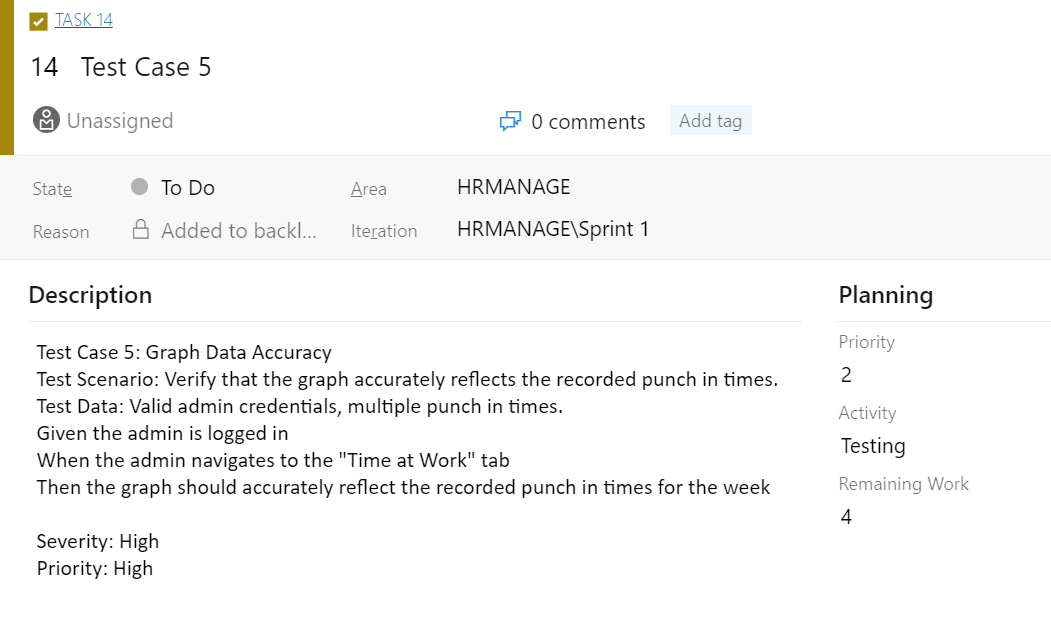 TASK 14
14 Test Case 5
Unassigned
0 comments
Add tag
State
To Do
Area
HRMANAGE
Reason
Added to backl...
Iteration
HRMANAGE\Sprint 1
Description
Test Case 5: Graph Data Accuracy
Test Scenario: Verify that the graph accurately reflects the recorded punch in times.
Test Data: Valid admin credentials, multiple punch in times.
Given the admin is logged in
When the admin navigates to the "Time at Work" tab
Then the graph should accurately reflect the recorded punch in times for the week
Severity: High
Priority: High
Planning
Priority
2
Activity
Testing
Remaining Work
4